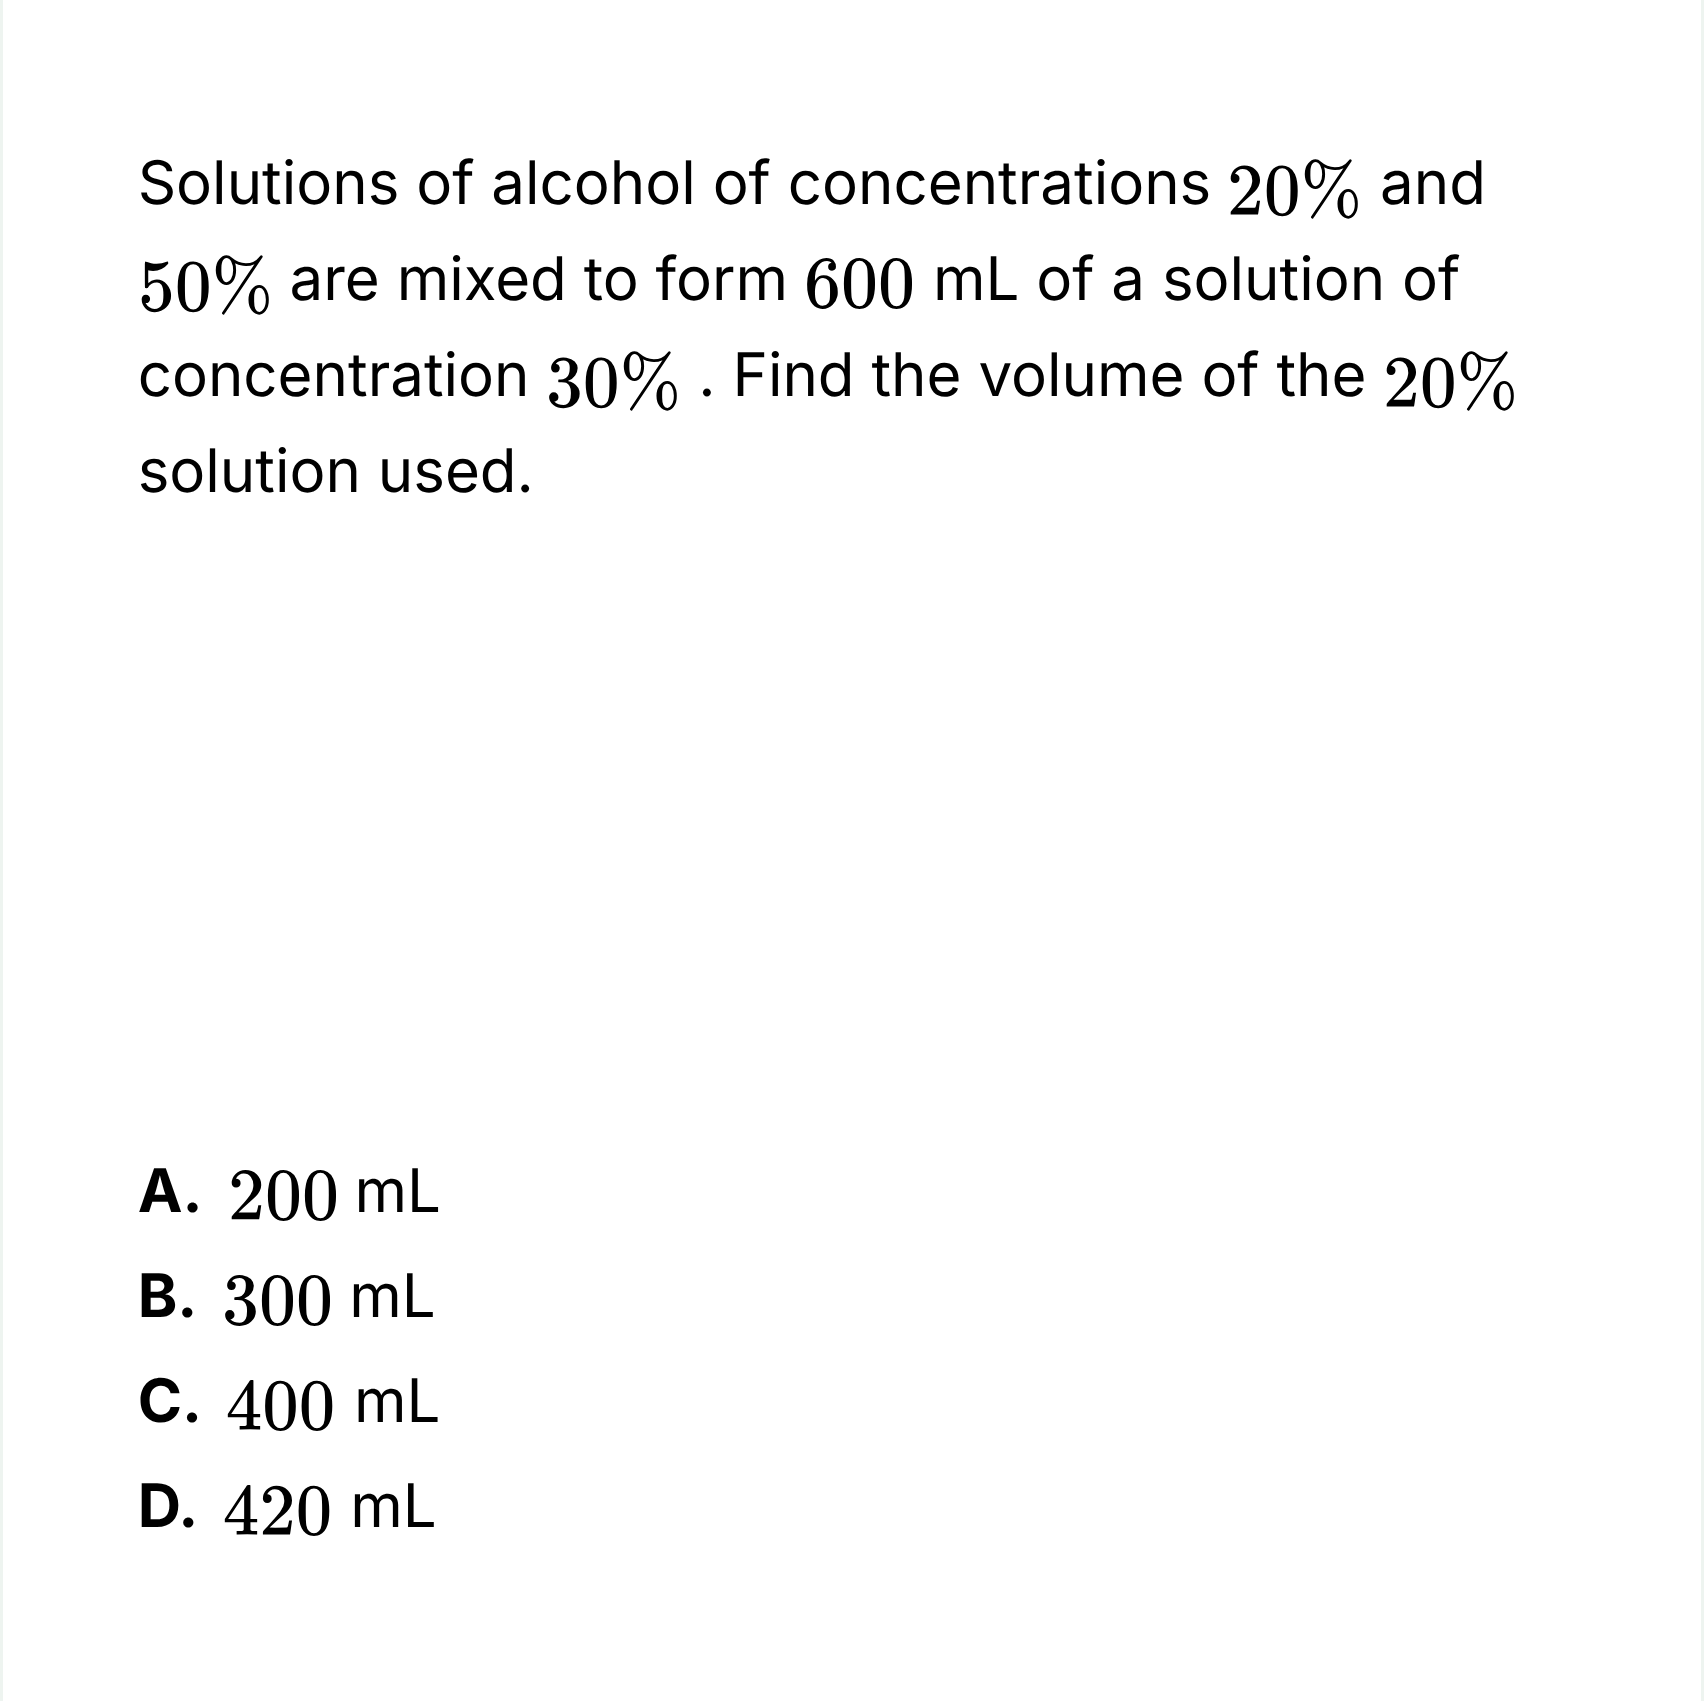 Solutions of alcohol of concentrations 20% and
50% are mixed to form 600 mL of a solution of
concentration 30% . Find the volume of the 20%
solution used.
A. 200 mL
B. 300 mL
C. 400 mL
D. 420 mL